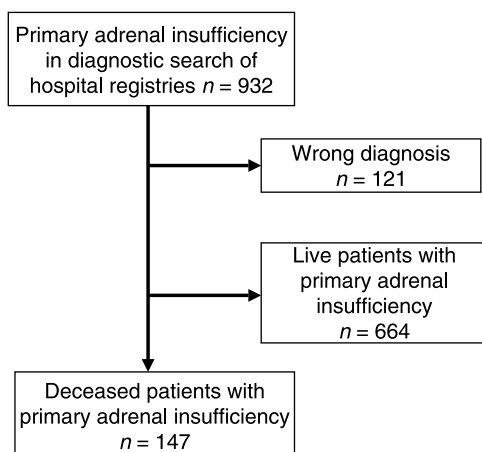 Primary adrenal insufficiency
in diagnostic search of
hospital registries n = 932
Wrong diagnosis
n = 121
Live patients with
primary adrenal
insufficiency
n = 664
Deceased patients with
primary adrenal insufficiency
n = 147